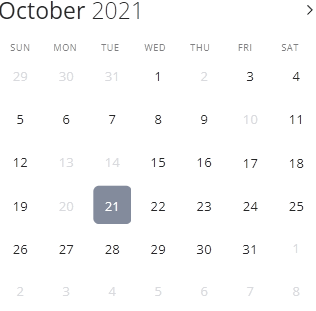 October 2021
SUN MON TUE WED THU FRI SAT
29 30 31 1 2 3 4
5 6 7 8 9 10 11
12 13 14 15 16 17 18
19 20 21 22 23 24 25
26 27 28 29 30 31 1
2 3 4 5 6 7 8